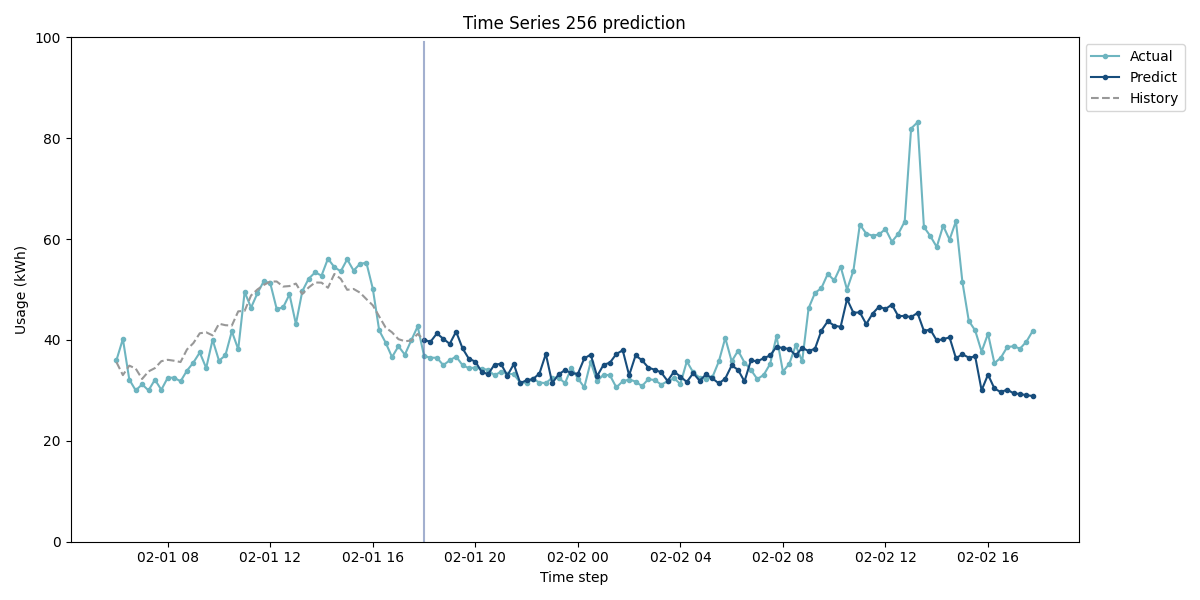 Time Series 256 prediction
Usage (kWh)
100
80
60
40
20
0
02-01 08
02-01 12
02-01 16
02-01 20
02-02 00
02-02 04
02-02 08
02-02 12
02-02 16
Time step
Actual
Predict
History